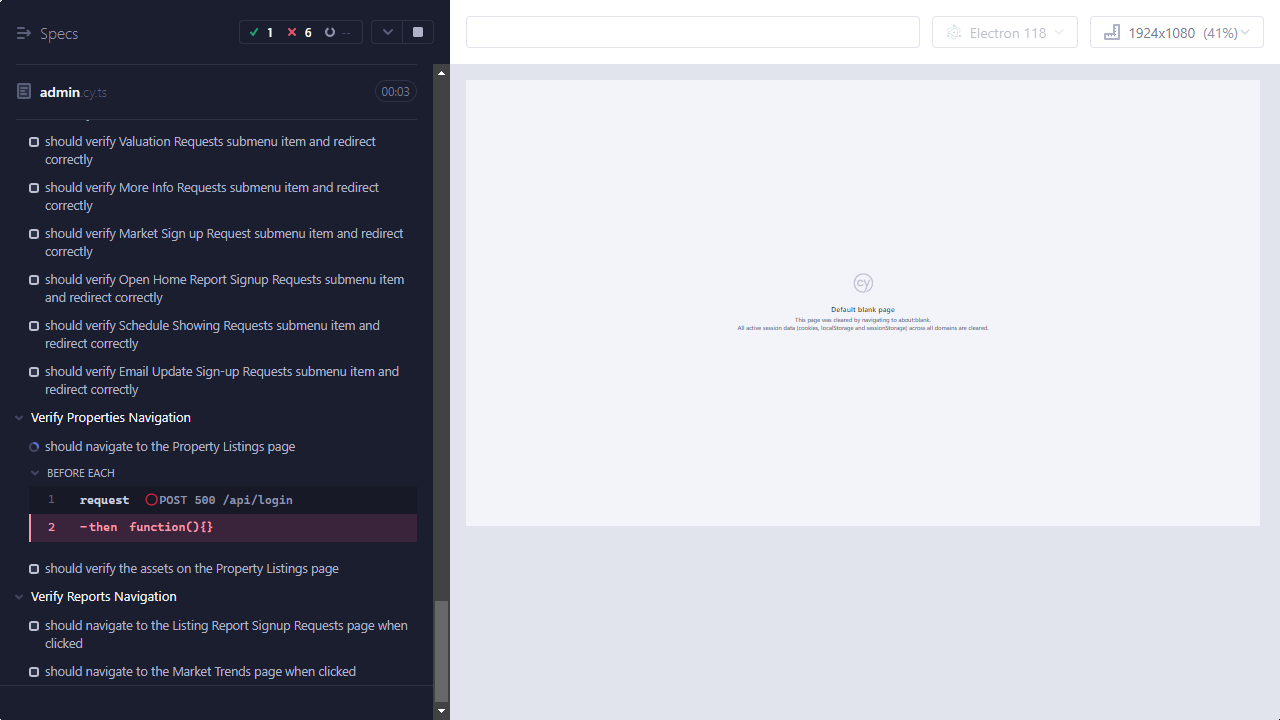 Specs
1
6
--
admin.cy.ts
00:03
should verify Valuation Requests submenu item and redirect
correctly
should verify More Info Requests submenu item and redirect
correctly
should verify Market Sign up Request submenu item and redirect
correctly
should verify Open Home Report Signup Requests submenu item
and redirect correctly
should verify Schedule Showing Requests submenu item and
redirect correctly
should verify Email Update Sign-up Requests submenu item and
redirect correctly
Verify Properties Navigation
should navigate to the Property Listings page
BEFORE EACH
1 request POST 500 /api/login
2 -then function(){}
should verify the assets on the Property Listings page
Verify Reports Navigation
should navigate to the Listing Report Signup Requests page when
clicked
should navigate to the Market Trends page when clicked
Electron 118
1924x1080 (41%)
cy
Default blank page
This page was cleared by navigating to about:blank.
All active session data (cookies, localStorage and sessionStorage) across all domains are cleared.